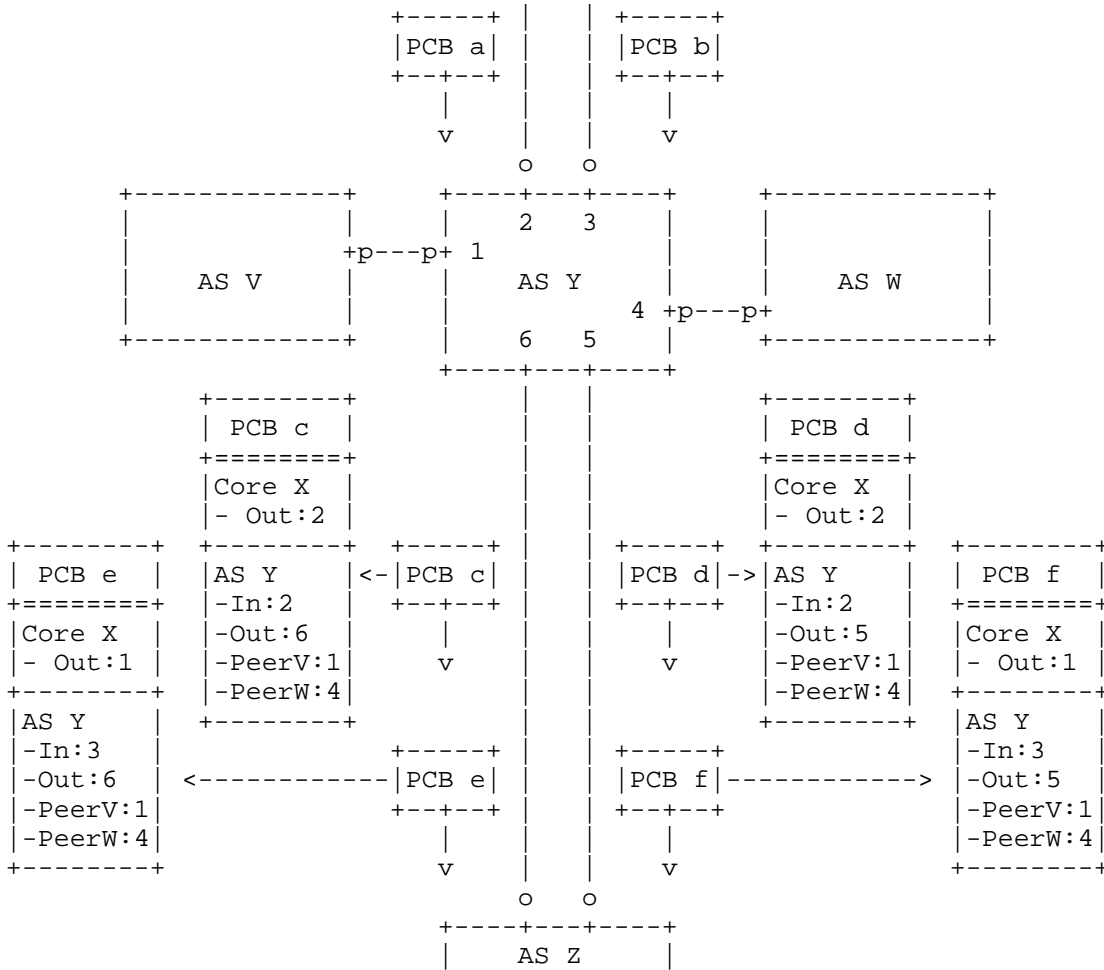 PCB a PCB b
2 3
1
AS V AS Y AS W
4
6 5
PCB c PCB d
Core X Core X
- Out:2 - Out:2
PCB e AS Y <- PCB c PCB d -> AS Y PCB f
-In:2 -In:2
Core X -Out:6 -Out:5 Core X
- Out:1 -PeerV:1 v v -PeerV:1 - Out:1
-PeerW:4 -PeerW:4
AS Y AS Y
-In:3 -In:3
-Out:6 PCB e PCB f -Out:5
-PeerV:1 -PeerV:1
-PeerW:4 -PeerW:4
AS Z